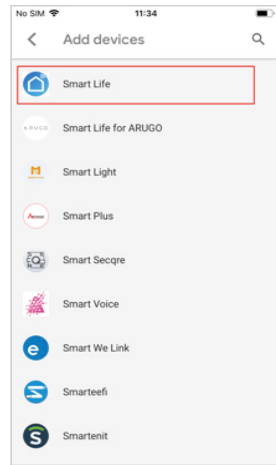 No SIM 11:34
Add devices
Smart Life
ARUGO
Smart Life for ARUGO
Smart Light
Smart Plus
Smart Secqre
Smart Voice
e
Smart We Link
Smarteefi
S
Smartenit